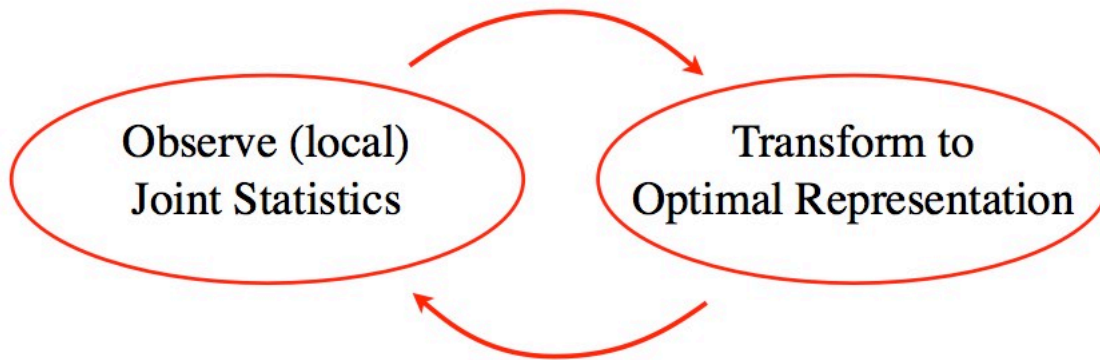 Observe (local)
Joint Statistics
Transform to
Optimal Representation